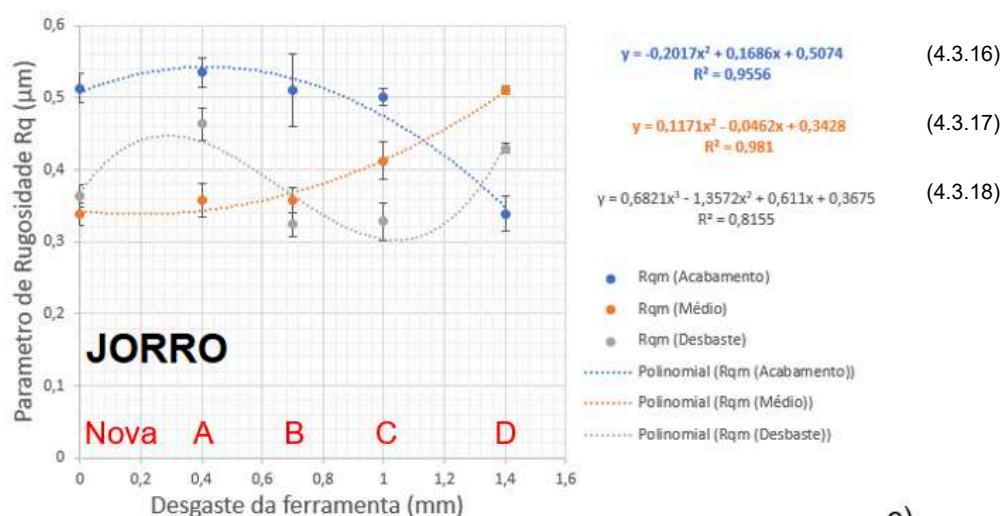 0,6
0,5
0,4
0,3
0,2
0,1
0
Parametro de Rugosidade Rq (µm)
JORRO
Nova A B C D
0 0,2 0,4 0,6 0,8 1 1,2 1,4 1,6
Desgaste da ferramenta (mm)
y = -0,2017x² + 0,1686x + 0,5074
R² = 0,9556
(4.3.16)
y = 0,1171x² - 0,0462x + 0,3428
R² = 0,981
(4.3.17)
y = 0,6821x³ - 1,3572x² + 0,611x + 0,3675
R² = 0,8155
(4.3.18)
Rqm (Acabamento)
Rqm (Médio)
Rqm (Desbaste)
Polinomial (Rqm (Acabamento))
Polinomial (Rqm (Médio))
Polinomial (Rqm (Desbaste))